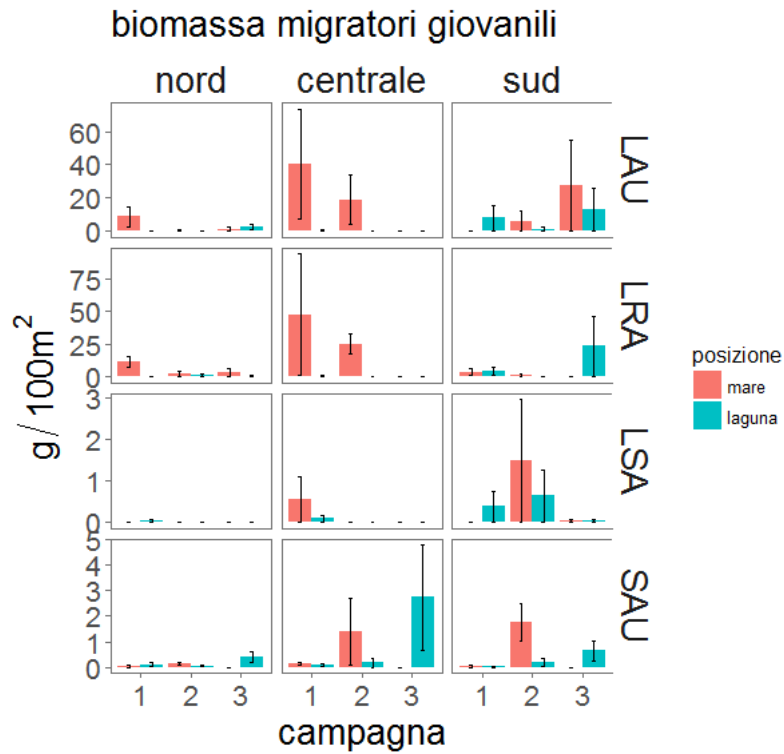 biomassa migratori giovanili
nord centrale sud
60
40
20
0
LAU
75
50
25
0
LRA
3
2
1
0
LSA
5
4
3
2
1
0
SAU
g / 100m²
1 2 3 1 2 3 1 2 3
campagna
posizione
mare
laguna